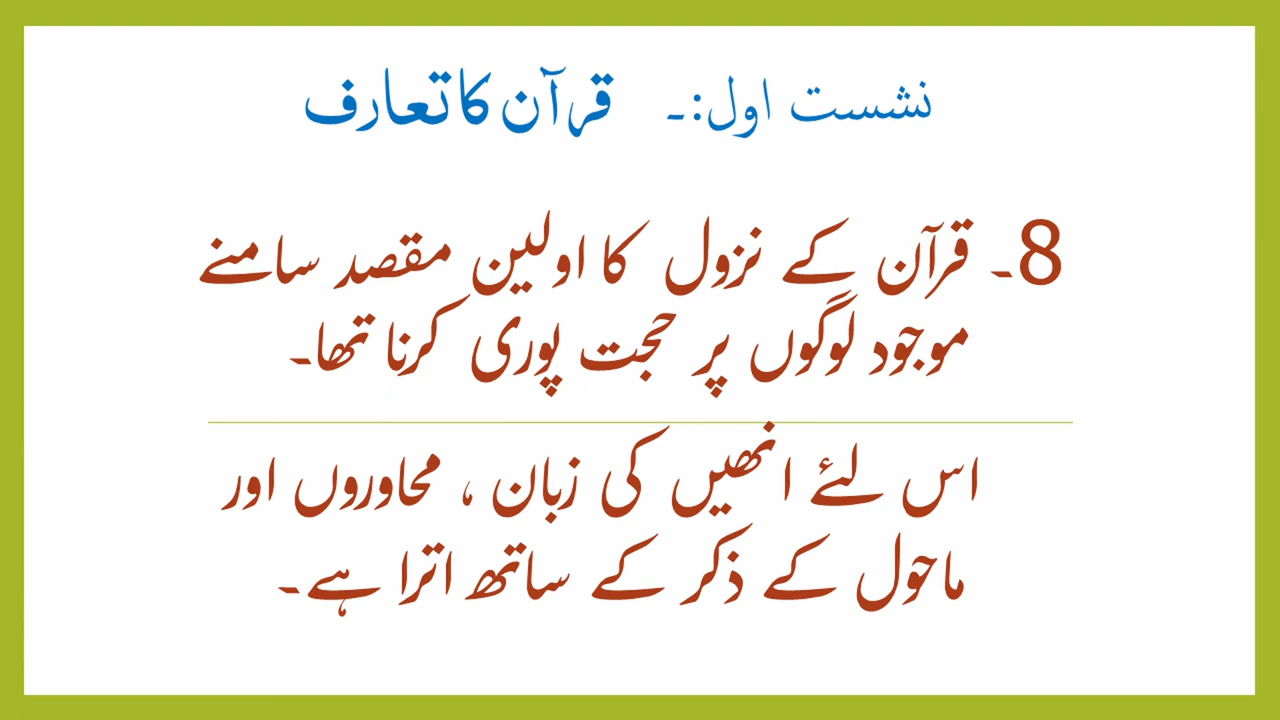 نشست اول:۔ قرآن کا تعارف
8۔ قرآن کے نزول کا اولین مقصد سامنے
موجود لوگوں پر حجت پوری کرنا تھا۔
اس لئے انھیں کی زبان ، محاوروں اور
ماحول کے ذکر کے ساتھ اترا ہے۔